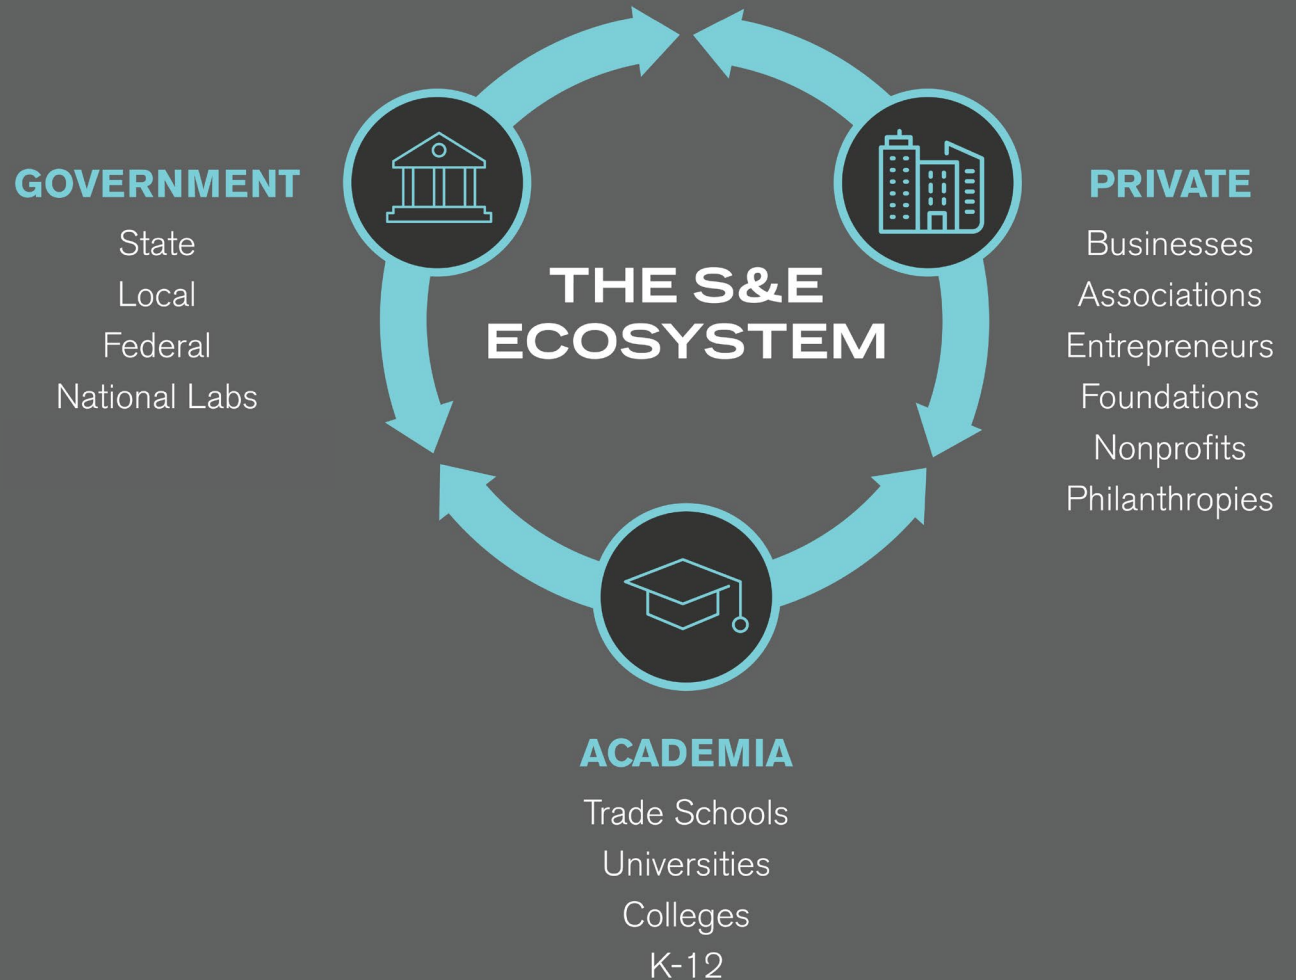 GOVERNMENT
State
Local
Federal
National Labs
THE S&E
ECOSYSTEM
PRIVATE
Businesses
Associations
Entrepreneurs
Foundations
Nonprofits
Philanthropies
ACADEMIA
Trade Schools
Universities
Colleges
K-12